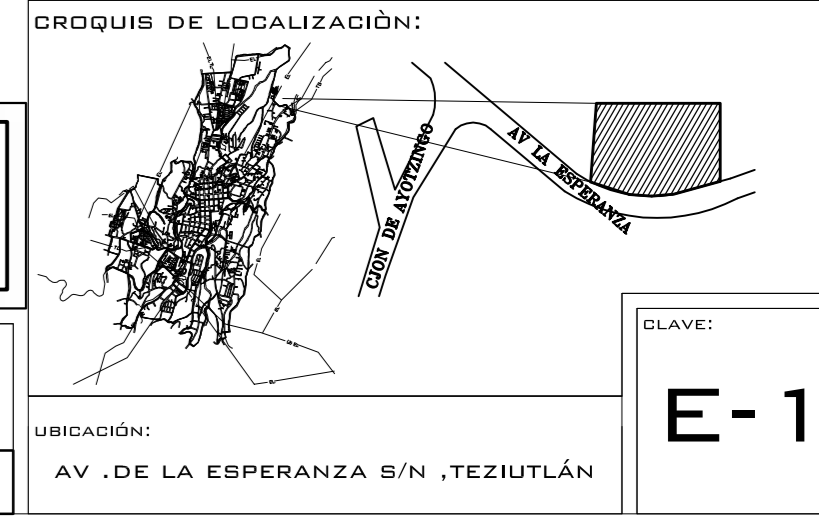 CROQUIS DE LOCALIZACIÒN:
CJON DE AYOTZINGO
AV LA ESPERANZA
CLAVE:
E-1
UBICACIÓN:
AV .DE LA ESPERANZA S/N ,TEZIUTLÁN